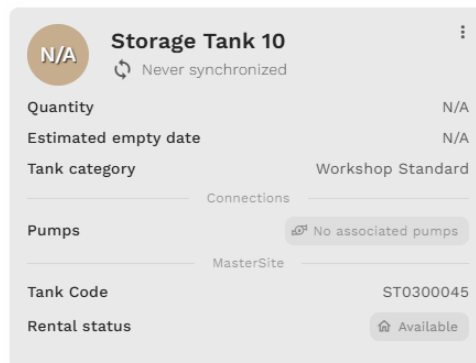 N/A
Storage Tank 10
Never synchronized
Quantity N/A
Estimated empty date N/A
Tank category Workshop Standard
Connections
Pumps No associated pumps
MasterSite
Tank Code ST0300045
Rental status Available